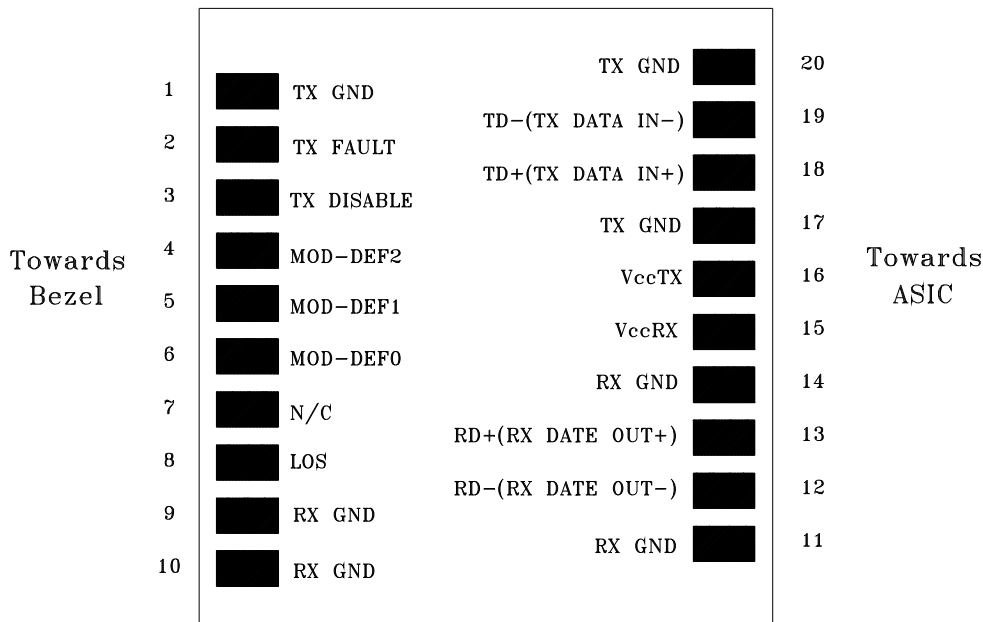 1 TX GND
2 TX FAULT
3 TX DISABLE
4 MOD-DEF2
5 MOD-DEF1
6 MOD-DEF0
7 N/C
8 LOS
9 RX GND
10 RX GND
Towards
Bezel
TX GND 20
TD-(TX DATA IN-) 19
TD+(TX DATA IN+) 18
TX GND 17
VccTX 16
VccRX 15
RX GND 14
RD+(RX DATE OUT+) 13
RD-(RX DATE OUT-) 12
RX GND 11
Towards
ASIC